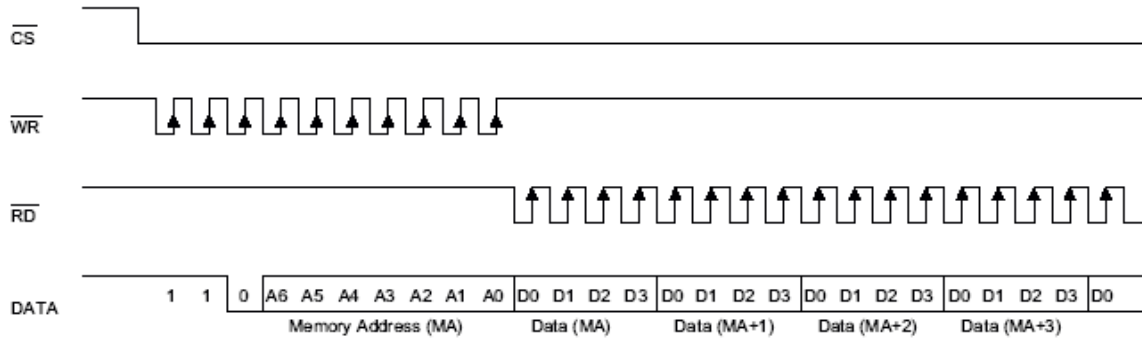 CS
WR
RD
DATA 1 1 0 A6 A5 A4 A3 A2 A1 A0 D0 D1 D2 D3 D0 D1 D2 D3 D0 D1 D2 D3 D0 D1 D2 D3 D0
Memory Address (MA) Data (MA) Data (MA+1) Data (MA+2) Data (MA+3)